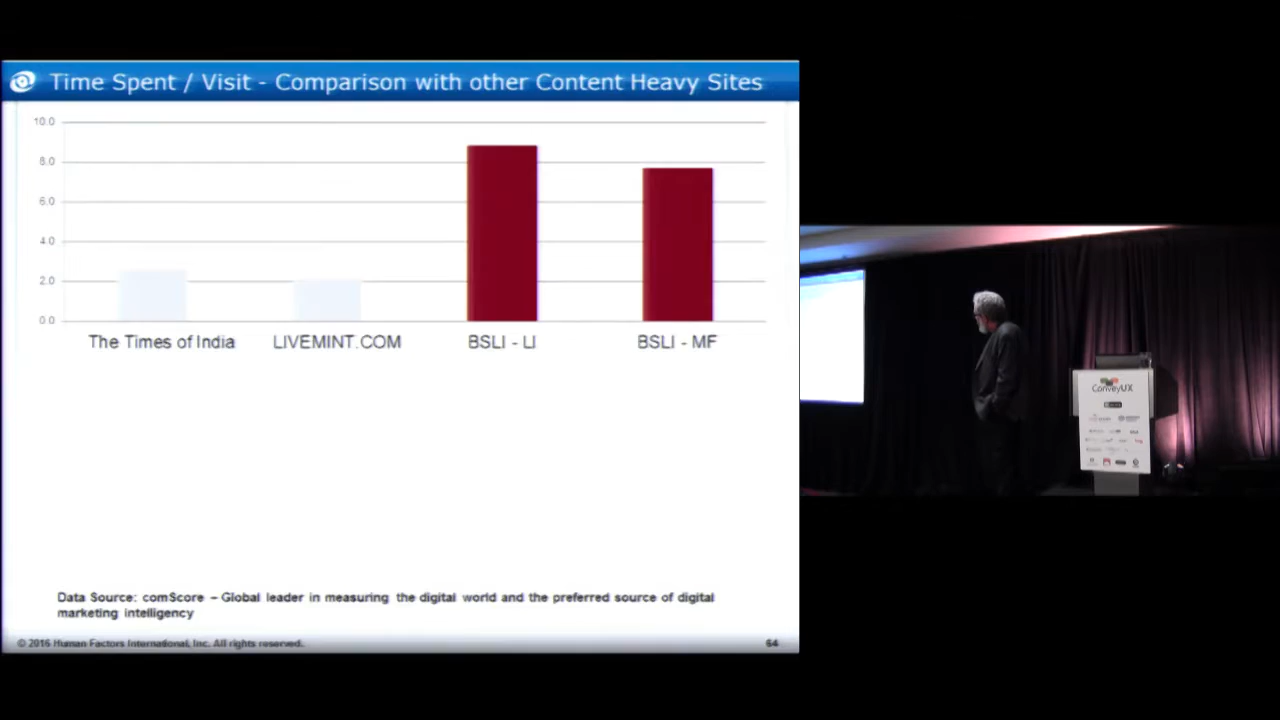 Time Spent / Visit - Comparison with other Content Heavy Sites
10.0
8.0
6.0
4.0
2.0
0.0
The Times of India
LIVEMINT.COM
BSLI - LI
BSLI - MF
Data Source: comScore – Global leader in measuring the digital world and the preferred source of digital
marketing intelligency
© 2016 Human Factors International, Inc. All rights reserved.
64
ConveyUX